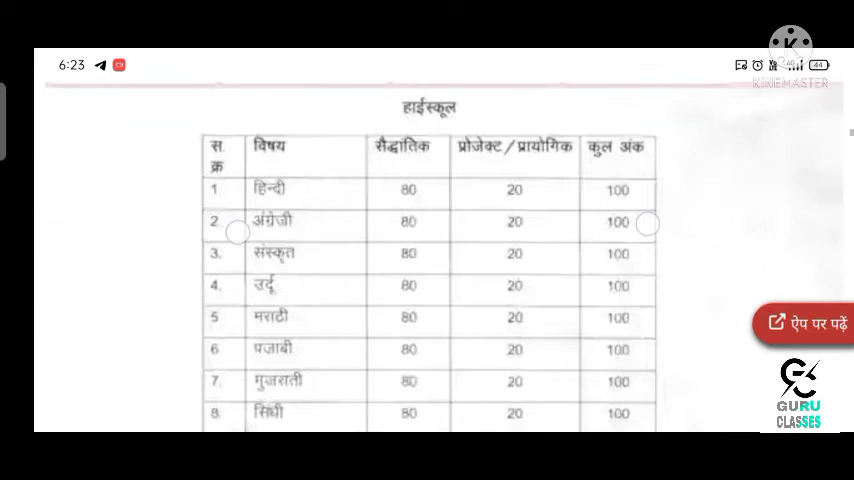 6:23
44
KINEMASTER
हाईस्कूल
स. क्र विषय सैद्धांतिक प्रोजेक्ट/प्रायोगिक कुल अंक
1 हिन्दी 80 20 100
2 अंग्रेजी 80 20 100
3. संस्कृत 80 20 100
4. उर्दू 80 20 100
5 मराठी 80 20 100
6 पजाबी 80 20 100
7. गुजराती 80 20 100
8. सिंधी 80 20 100
ऐप पर पढ़ें
GURU
CLASSES